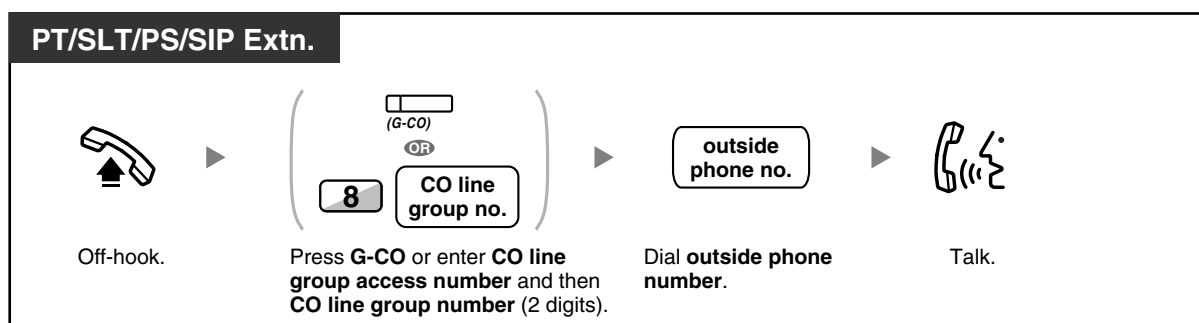 PT/SLT/PS/SIP Extn.
(G-CO)
OR
8
CO line
group no.
outside
phone no.
Off-hook.
Press G-CO or enter CO line
group access number and then
CO line group number (2 digits).
Dial outside phone
number.
Talk.